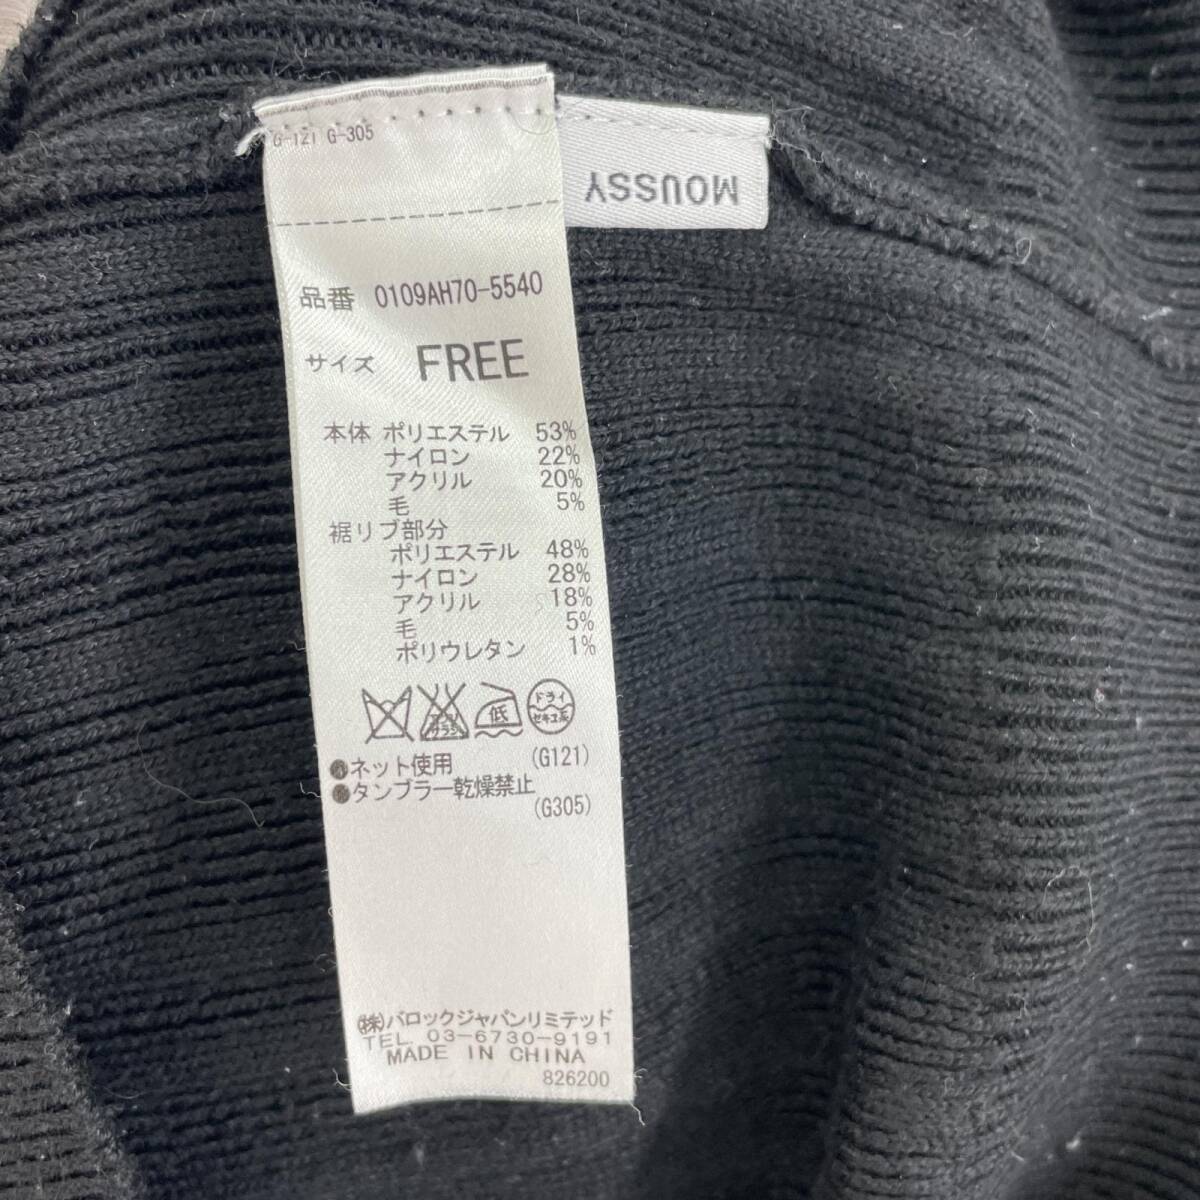 G-121 G-305
MOUSSY
品番 0109AH70-5540
サイズ FREE
本体 ポリエステル 53%
ナイロン 22%
アクリル 20%
毛 5%
裾リブ部分
ポリエステル 48%
ナイロン 28%
アクリル 18%
毛 5%
ポリウレタン 1%
低
ドライ
セキユ系
●ネット使用 (G121)
●タンブラー乾燥禁止
(G305)
㈱バロックジャパンリミテッド
TEL. 03-6730-9191
MADE IN CHINA
826200